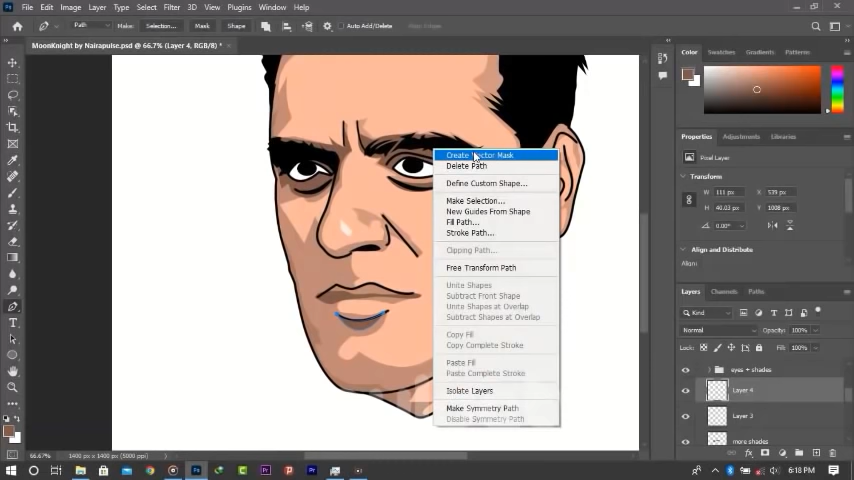 File Edit Image Layer Type Select Filter 3D View Plugins Window Help
Path Make: Selection... Mask Shape Auto Add/Delete
MoonKnight by Nairapulse.psd @ 66.7% (Layer 4, RGB/8) *
Color Swatches Gradients Patterns
Properties Adjustments Libraries
Pixel Layer
Transform
W 111 px X 539 px
H 40.03 px Y 1008 px
0.00°
Align and Distribute
Align:
Layers Channels Paths
Kind
Normal Opacity: 100%
Lock: Fill: 100%
eyes + shades
Layer 4
Layer 3
more shades
Create Vector Mask
Delete Path
Define Custom Shape...
Make Selection...
New Guides From Shape
Fill Path...
Stroke Path...
Clipping Path...
Free Transform Path
Unite Shapes
Subtract Front Shape
Unite Shapes at Overlap
Subtract Shapes at Overlap
Copy Fill
Copy Complete Stroke
Paste Fill
Paste Complete Stroke
Isolate Layers
Make Symmetry Path
Disable Symmetry Path
66.67% 1400 px x 1400 px (5000 ppi)
6:18 PM